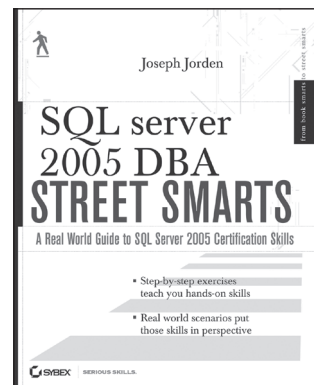 Joseph Jorden
from book smarts to street smarts
SQL server
2005 DBA
STREET SMARTS
A Real World Guide to SQL Server 2005 Certification Skills
▪ Step-by-step exercises
teach you hands-on skills
▪ Real world scenarios put
those skills in perspective
SYBEX
SERIOUS SKILLS.